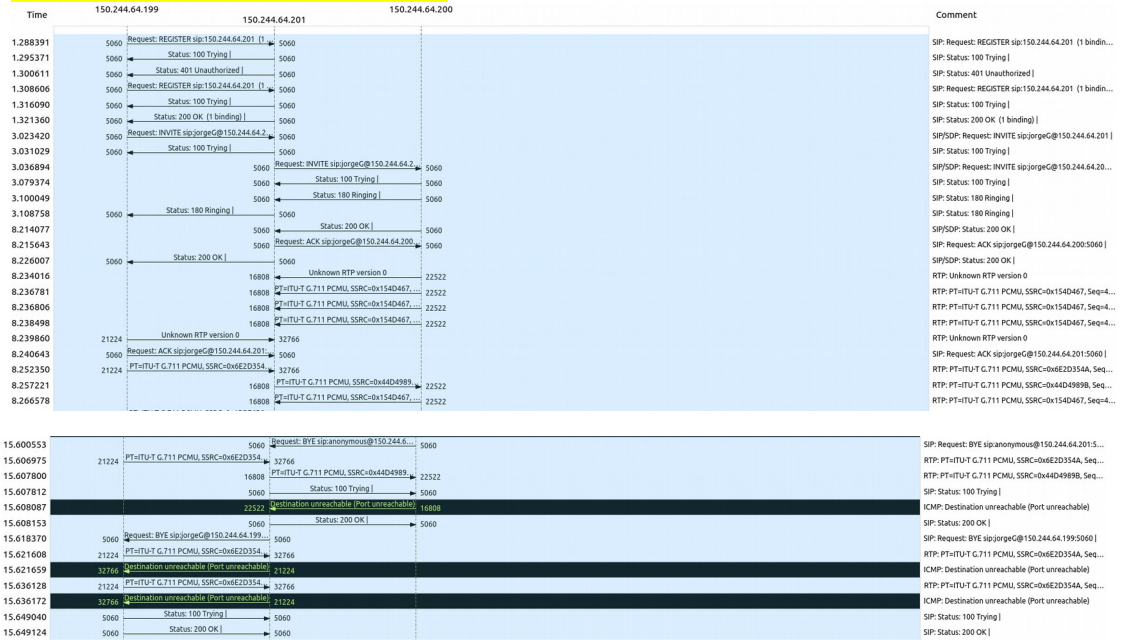 Time 150.244.64.199 150.244.64.201 150.244.64.200 Comment
1.288391 5060 Request: REGISTER sip:150.244.64.201 (1 ... 5060 SIP: Request: REGISTER sip:150.244.64.201 (1 bindin...
1.295371 5060 Status: 100 Trying | 5060 SIP: Status: 100 Trying |
1.300611 5060 Status: 401 Unauthorized | 5060 SIP: Status: 401 Unauthorized |
1.308606 5060 Request: REGISTER sip:150.244.64.201 (1 ... 5060 SIP: Request: REGISTER sip:150.244.64.201 (1 bindin...
1.316090 5060 Status: 100 Trying | 5060 SIP: Status: 100 Trying |
1.321360 5060 Status: 200 OK (1 binding) | 5060 SIP: Status: 200 OK (1 binding) |
3.023420 5060 Request: INVITE sip:jorgeG@150.244.64.2... 5060 SIP/SDP: Request: INVITE sip:jorgeG@150.244.64.201 |
3.031029 5060 Status: 100 Trying | 5060 SIP: Status: 100 Trying |
3.036894 5060 Request: INVITE sip:jorgeG@150.244.64.2... 5060 SIP/SDP: Request: INVITE sip:jorgeG@150.244.64.20...
3.079374 5060 Status: 100 Trying | 5060 SIP: Status: 100 Trying |
3.100049 5060 Status: 180 Ringing | 5060 SIP: Status: 180 Ringing |
3.108758 5060 Status: 180 Ringing | 5060 SIP: Status: 180 Ringing |
8.214077 5060 Status: 200 OK | 5060 SIP/SDP: Status: 200 OK |
8.215643 5060 Request: ACK sip:jorgeG@150.244.64.200... 5060 SIP: Request: ACK sip:jorgeG@150.244.64.200:5060 |
8.226007 5060 Status: 200 OK | 5060 SIP/SDP: Status: 200 OK |
8.234016 16808 Unknown RTP version 0 22522 RTP: Unknown RTP version 0
8.236781 16808 PT=ITU-T G.711 PCMU, SSRC=0x154D467, ... 22522 RTP: PT=ITU-T G.711 PCMU, SSRC=0x154D467, Seq=4...
8.236806 16808 PT=ITU-T G.711 PCMU, SSRC=0x154D467, ... 22522 RTP: PT=ITU-T G.711 PCMU, SSRC=0x154D467, Seq=4...
8.238498 16808 PT=ITU-T G.711 PCMU, SSRC=0x154D467, ... 22522 RTP: PT=ITU-T G.711 PCMU, SSRC=0x154D467, Seq=4...
8.239860 21224 Unknown RTP version 0 32766 RTP: Unknown RTP version 0
8.240643 5060 Request: ACK sip:jorgeG@150.244.64.201:... 5060 SIP: Request: ACK sip:jorgeG@150.244.64.201:5060 |
8.252350 21224 PT=ITU-T G.711 PCMU, SSRC=0x6E2D354... 32766 RTP: PT=ITU-T G.711 PCMU, SSRC=0x6E2D354A, Seq...
8.257221 16808 PT=ITU-T G.711 PCMU, SSRC=0x44D4989... 22522 RTP: PT=ITU-T G.711 PCMU, SSRC=0x44D4989B, Seq...
8.266578 16808 PT=ITU-T G.711 PCMU, SSRC=0x154D467, ... 22522 RTP: PT=ITU-T G.711 PCMU, SSRC=0x154D467, Seq=4...
15.600553 5060 Request: BYE sip:anonymous@150.244.6... 5060 SIP: Request: BYE sip:anonymous@150.244.64.201:5...
15.606975 21224 PT=ITU-T G.711 PCMU, SSRC=0x6E2D354... 32766 RTP: PT=ITU-T G.711 PCMU, SSRC=0x6E2D354A, Seq...
15.607800 16808 PT=ITU-T G.711 PCMU, SSRC=0x44D4989... 22522 RTP: PT=ITU-T G.711 PCMU, SSRC=0x44D4989B, Seq...
15.607812 5060 Status: 100 Trying | 5060 SIP: Status: 100 Trying |
15.608087 22522 Destination unreachable (Port unreachable) 16808 ICMP: Destination unreachable (Port unreachable)
15.608153 5060 Status: 200 OK | 5060 SIP: Status: 200 OK |
15.618370 5060 Request: BYE sip:jorgeG@150.244.64.199... 5060 SIP: Request: BYE sip:jorgeG@150.244.64.199:5060 |
15.621608 21224 PT=ITU-T G.711 PCMU, SSRC=0x6E2D354... 32766 RTP: PT=ITU-T G.711 PCMU, SSRC=0x6E2D354A, Seq...
15.621659 32766 Destination unreachable (Port unreachable) 21224 ICMP: Destination unreachable (Port unreachable)
15.636128 21224 PT=ITU-T G.711 PCMU, SSRC=0x6E2D354... 32766 RTP: PT=ITU-T G.711 PCMU, SSRC=0x6E2D354A, Seq...
15.636172 32766 Destination unreachable (Port unreachable) 21224 ICMP: Destination unreachable (Port unreachable)
15.649040 5060 Status: 100 Trying | 5060 SIP: Status: 100 Trying |
15.649124 5060 Status: 200 OK | 5060 SIP: Status: 200 OK |